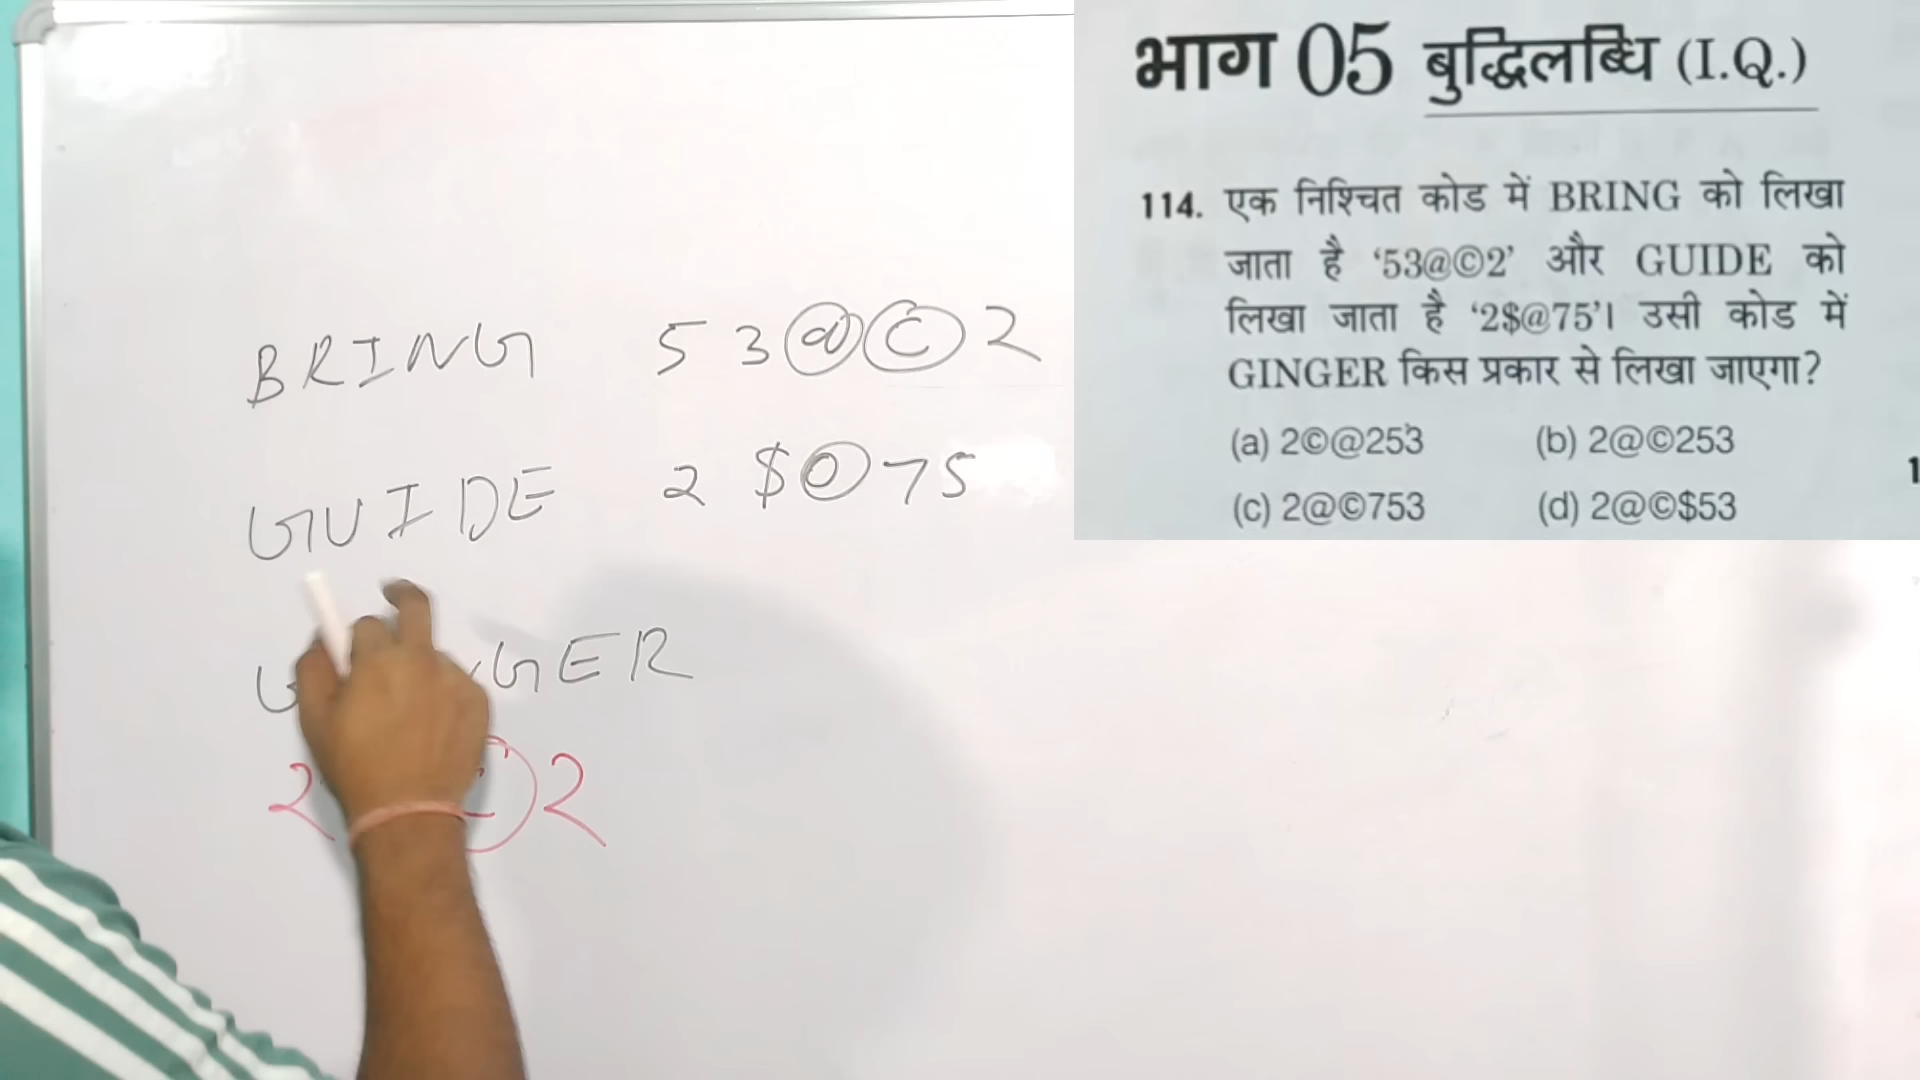 भाग 05 बुद्धिलब्धि (I.Q.)
114. एक निश्चित कोड में BRING को लिखा
जाता है ‘53@©2’ और GUIDE को
लिखा जाता है ‘2$@75’। उसी कोड में
GINGER किस प्रकार से लिखा जाएगा?
(a) 2©@253 (b) 2@©253
(c) 2@©753 (d) 2@©$53
1
BRING 53@©2
GUIDE 2$@75
GER
2 © 2